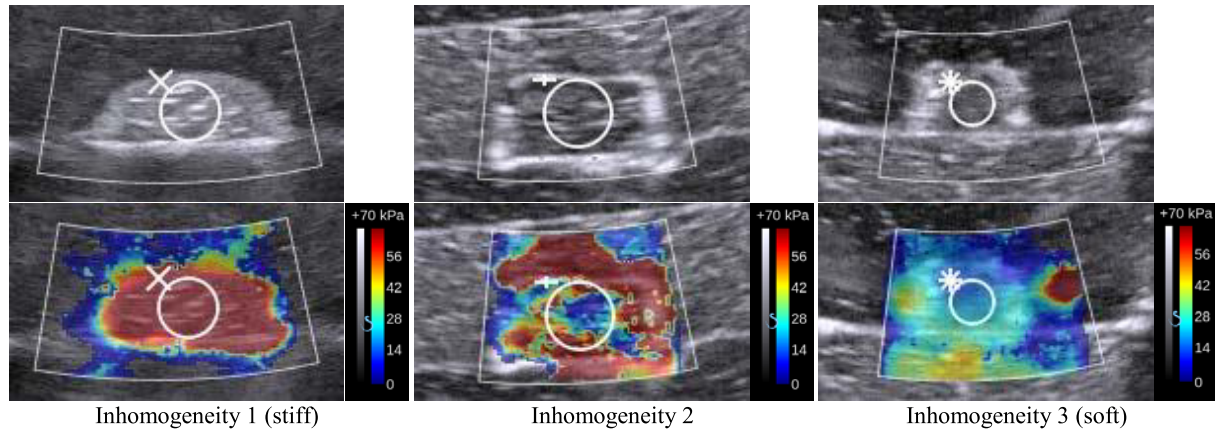 +70 kPa
56
42
28
14
0
+70 kPa
56
42
28
14
0
+70 kPa
56
42
28
14
0
S
S
S
Inhomogeneity 1 (stiff)
Inhomogeneity 2
Inhomogeneity 3 (soft)